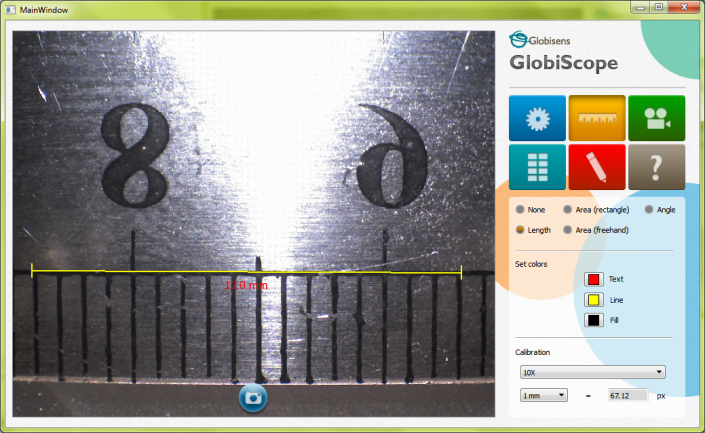 MainWindow
Globisens
GlobiScope
8 9
17.0 mm
?
None
Area (rectangle)
Angle
Length
Area (freehand)
Set colors
Text
Line
Fill
Calibration
10X
1 mm = 67.12 px